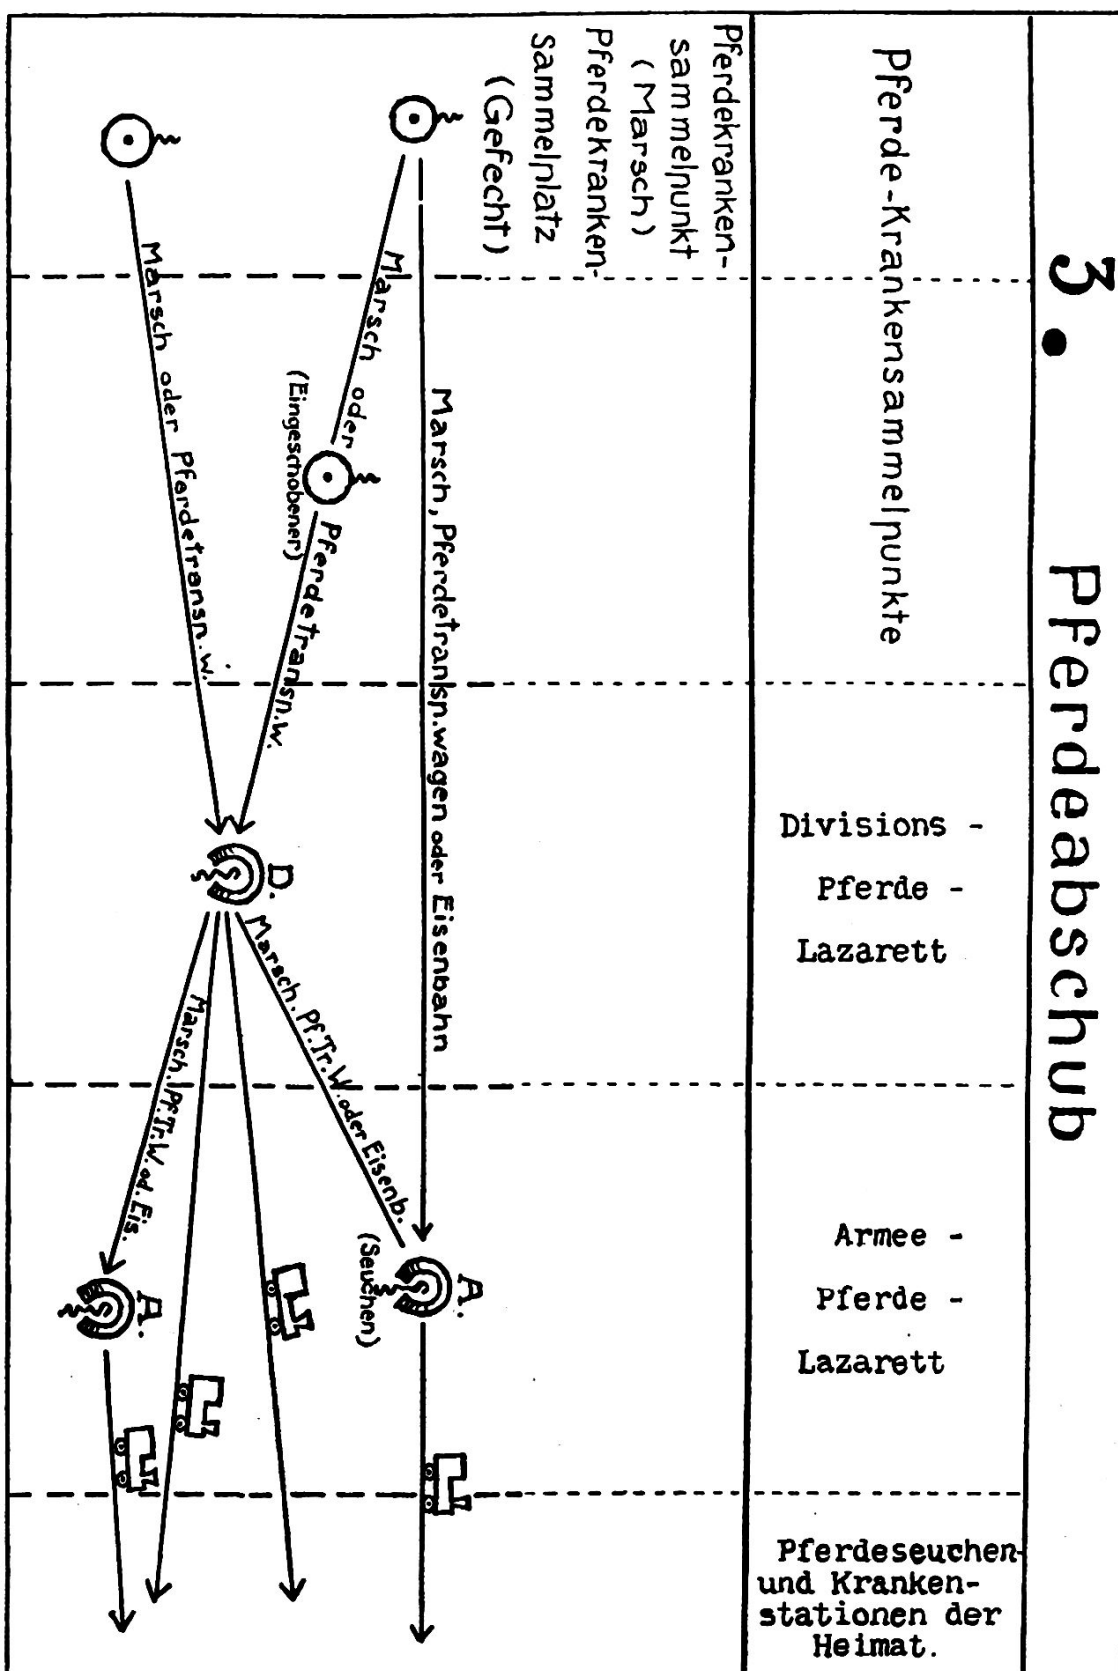 3. Pferdeabschub
Pferde-Krankensammelpunkte
Divisions -
Pferde -
Lazarett
Armee -
Pferde -
Lazarett
Pferdeseuchen-
und Kranken-
stationen der
Heimat.
Pferdekranken-
sammelpunkt
(Marsch)
Pferdekranken-
Sammelplatz
(Gefecht)
Marsch, Pferdetransp.wagen oder Eisenbahn
Marsch oder
Pferdetransp.w.
(Eingeschobener)
Marsch oder Pferdetransp.w.
D.
Marsch. Pf.Tr.W. oder Eisenb.
Marsch. Pf.Tr.W. od. Eis.
A.
(Seuchen)
A.